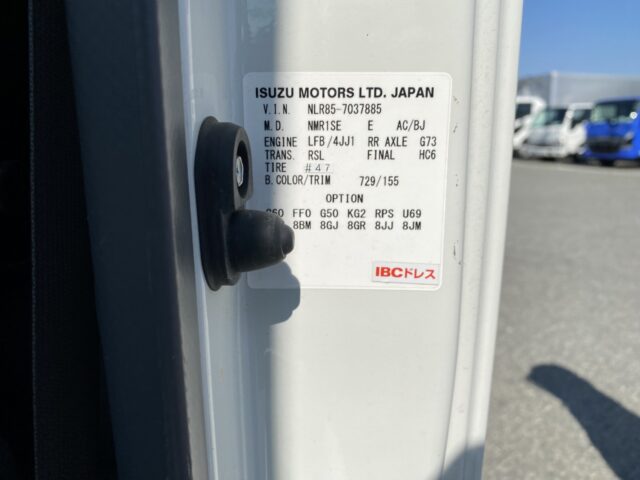 ISUZU MOTORS LTD. JAPAN
V.I.N. NLR85-7037885
M.D. NMR1SE E AC/BJ
ENGINE LFB/4JJ1 RR AXLE G73
TRANS. RSL FINAL HC6
TIRE #47
B.COLOR/TRIM 729/155
OPTION
FFO G50 KG2 RPS U69
8BM 8GJ 8GR 8JJ 8JM
IBCドレス